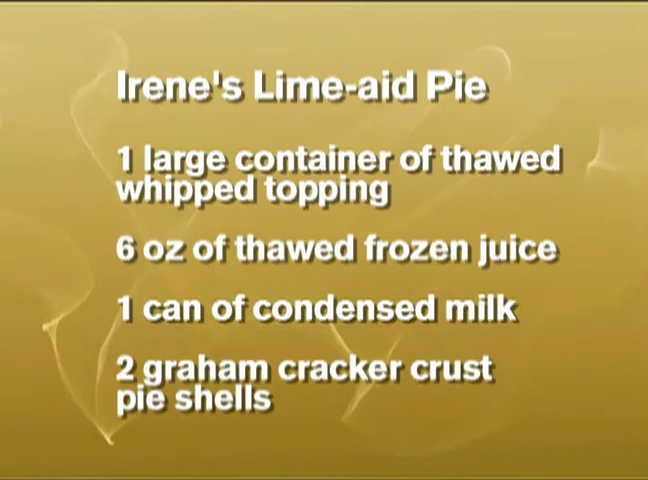 Irene's Lime-aid Pie
1 large container of thawed
whipped topping
6 oz of thawed frozen juice
1 can of condensed milk
2 graham cracker crust
pie shells